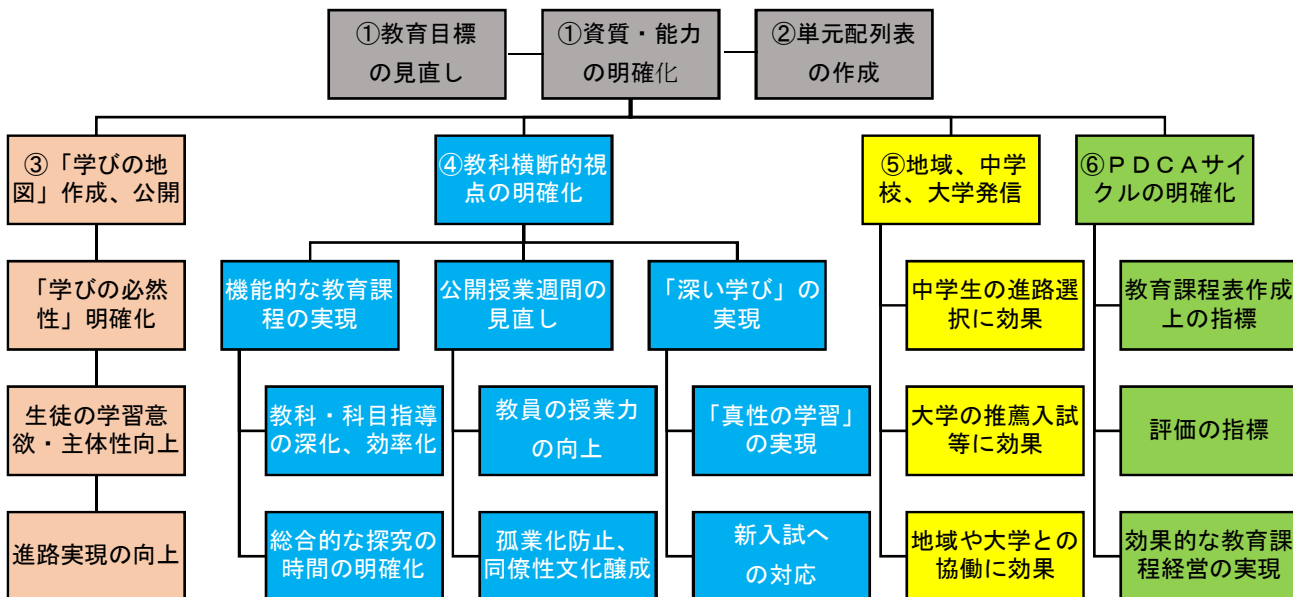 ①教育目標
の見直し
①資質・能力
の明確化
②単元配列表
の作成
③「学びの地
図」作成、公開
④教科横断的視
点の明確化
⑤地域、中学
校、大学発信
⑥ＰＤＣＡサイ
クルの明確化
「学びの必然
性」明確化
機能的な教育課
程の実現
公開授業週間の
見直し
「深い学び」の
実現
中学生の進路選
択に効果
教育課程表作成
上の指標
生徒の学習意
欲・主体性向上
教科・科目指導
の深化、効率化
教員の授業力
の向上
「真性の学習」
の実現
大学の推薦入試
等に効果
評価の指標
進路実現の向上
総合的な探究の
時間の明確化
孤業化防止、
同僚性文化醸成
新入試へ
の対応
地域や大学との
協働に効果
効果的な教育課
程経営の実現